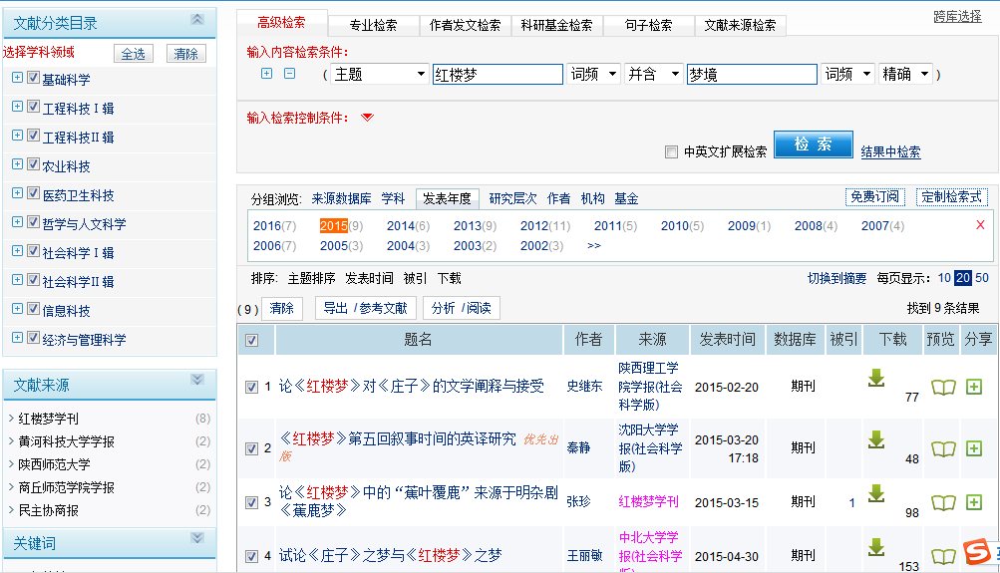 文献分类目录
选择学科领域 全选 清除
基础科学
工程科技Ⅰ辑
工程科技Ⅱ辑
农业科技
医药卫生科技
哲学与人文科学
社会科学Ⅰ辑
社会科学Ⅱ辑
信息科技
经济与管理科学
文献来源
红楼梦学刊 (8)
黄河科技大学学报 (2)
陕西师范大学 (2)
商丘师范学院学报 (2)
民主协商报 (2)
关键词
高级检索 专业检索 作者发文检索 科研基金检索 句子检索 文献来源检索 跨库选择
输入内容检索条件：
( 主题 红楼梦 词频 并含 梦境 词频 精确 )
输入检索控制条件：
中英文扩展检索 检 索 结果中检索
分组浏览: 来源数据库 学科 发表年度 研究层次 作者 机构 基金 免费订阅 定制检索式
2016(7) 2015(9) 2014(6) 2013(9) 2012(11) 2011(5) 2010(5) 2009(1) 2008(4) 2007(4) X
2006(7) 2005(3) 2004(3) 2003(2) 2002(3) >>
排序: 主题排序 发表时间 被引 下载 切换到摘要 每页显示: 10 20 50
(9) 清除 导出 /参考文献 分析 /阅读 找到 9 条结果
题名 作者 来源 发表时间 数据库 被引 下载 预览 分享
1 论《红楼梦》对《庄子》的文学阐释与接受 史继东 陕西理工学
院学报(社会
科学版) 2015-02-20 期刊 77
2 《红楼梦》第五回叙事时间的英译研究 优先出
版 秦静 沈阳大学学
报(社会科学
版) 2015-03-20
17:18 期刊 48
3 论《红楼梦》中的“蕉叶覆鹿”来源于明杂剧
《蕉鹿梦》 张珍 红楼梦学刊 2015-03-15 期刊 1 98
4 试论《庄子》之梦与《红楼梦》之梦 王丽敏 中北大学学
报(社会科学 2015-04-30 期刊 153